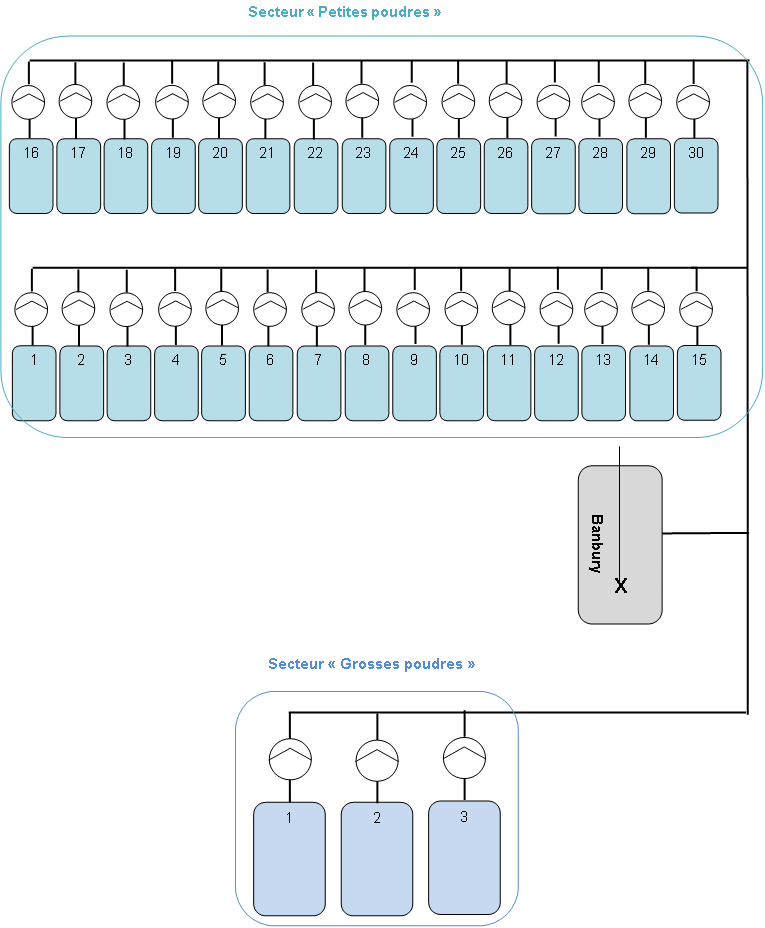 Secteur « Petites poudres »
16 17 18 19 20 21 22 23 24 25 26 27 28 29 30
1 2 3 4 5 6 7 8 9 10 11 12 13 14 15
Banbury
X
Secteur « Grosses poudres »
1 2 3